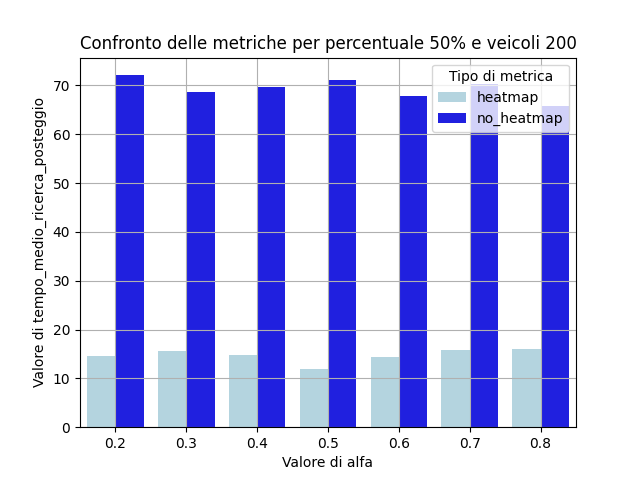 Confronto delle metriche per percentuale 50% e veicoli 200
Valore di tempo_medio_ricerca_posteggio
70
60
50
40
30
20
10
0
Tipo di metrica
heatmap
no_heatmap
0.2 0.3 0.4 0.5 0.6 0.7 0.8
Valore di alfa